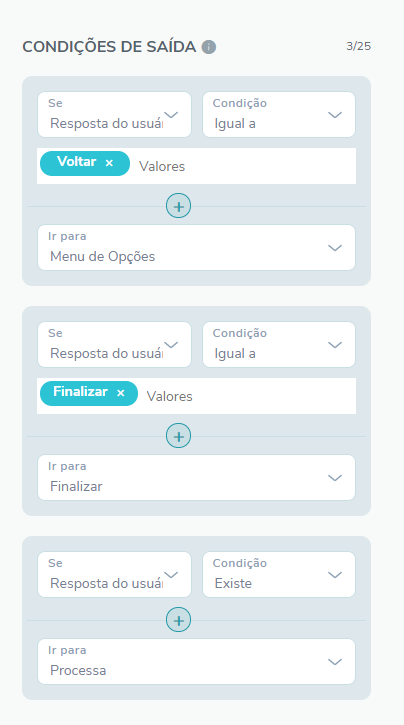 CONDIÇÕES DE SAÍDA
3/25
Se
Condição
Resposta do usuá
Igual a
Voltar ×
Valores
Ir para
Menu de Opções
Se
Condição
Resposta do usuá
Igual a
Finalizar ×
Valores
Ir para
Finalizar
Se
Condição
Resposta do usuá
Existe
Ir para
Processa